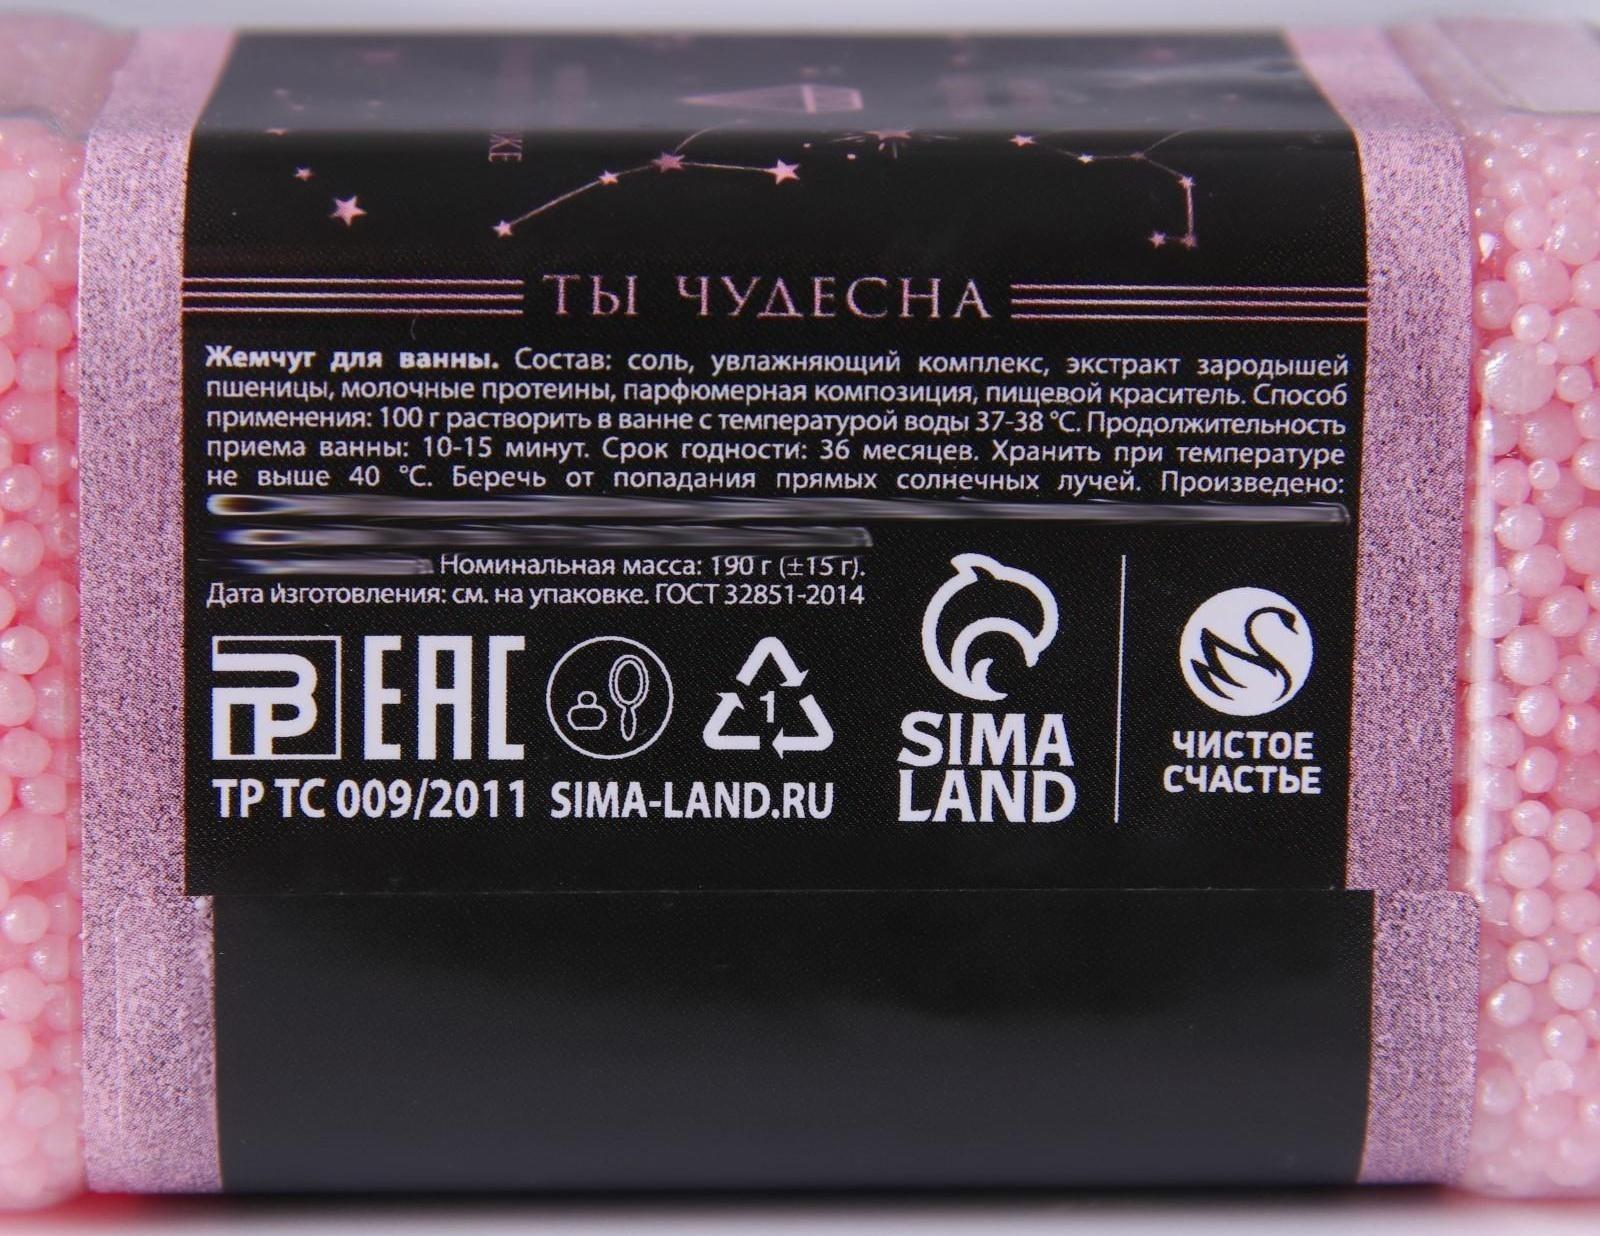 ТЫ ЧУДЕСНА
Жемчуг для ванны. Состав: соль, увлажняющий комплекс, экстракт зародышей
пшеницы, молочные протеины, парфюмерная композиция, пищевой краситель. Способ
применения: 100 г растворить в ванне с температурой воды 37-38 °С. Продолжительность
приема ванны: 10-15 минут. Срок годности: 36 месяцев. Хранить при температуре
не выше 40 °С. Беречь от попадания прямых солнечных лучей. Произведено:
Номинальная масса: 190 г (±15 г).
Дата изготовления: см. на упаковке. ГОСТ 32851-2014
EAC
1
ТР ТС 009/2011 SIMA-LAND.RU
SIMA
LAND
ЧИСТОЕ
СЧАСТЬЕ